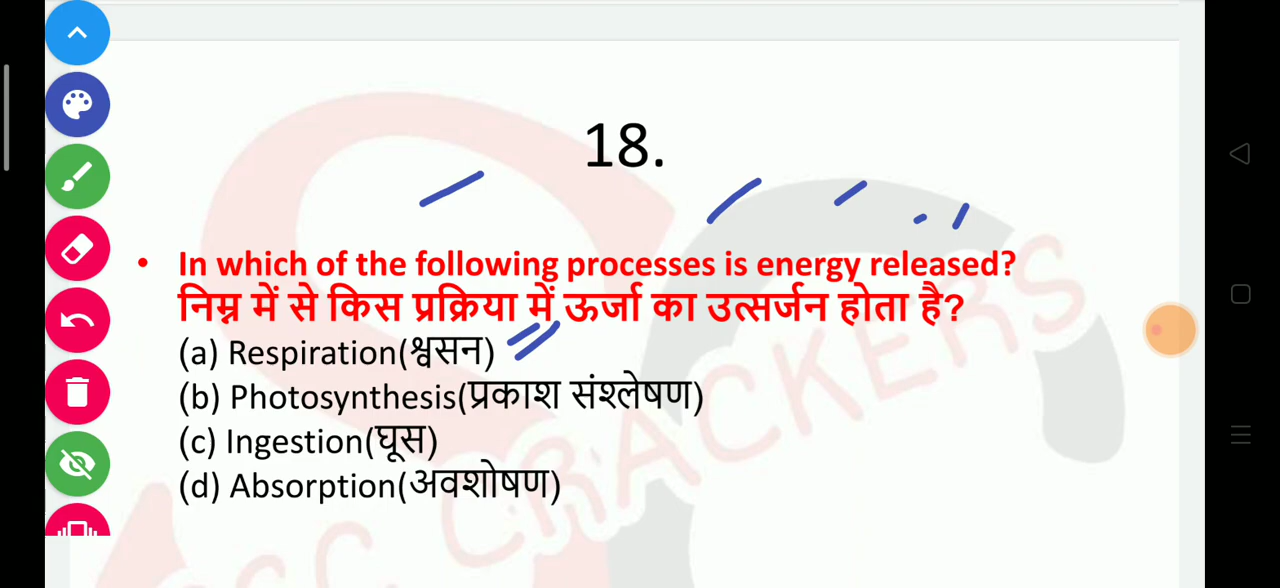 18.
• In which of the following processes is energy released?
निम्न में से किस प्रक्रिया में ऊर्जा का उत्सर्जन होता है?
(a) Respiration(श्वसन)
(b) Photosynthesis(प्रकाश संश्लेषण)
(c) Ingestion(घूस)
(d) Absorption(अवशोषण)
CRACKERS